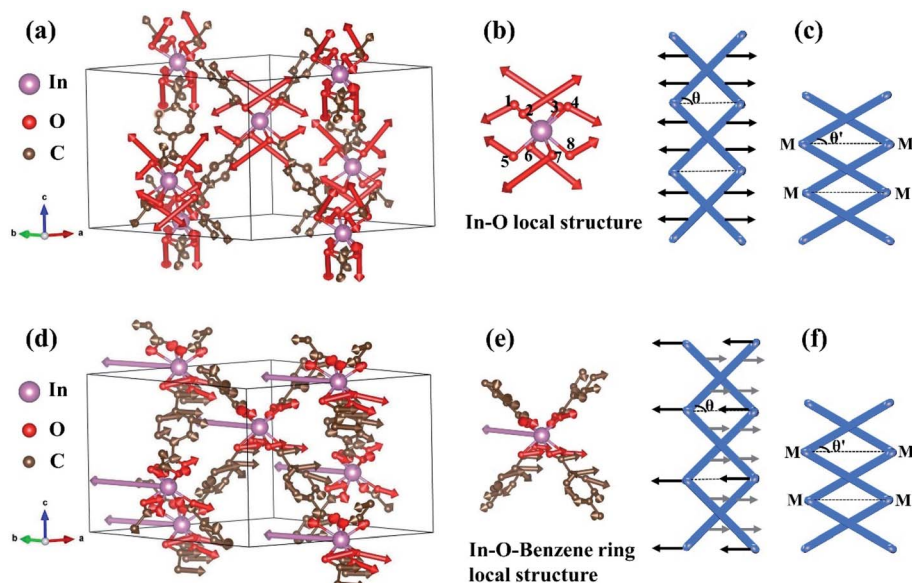 (a)
In
O
C
c
b
a
(b)
1
2
3
4
5
6
7
8
In-O local structure
θ
(c)
M
θ'
M
M
M
(d)
In
O
C
c
b
a
(e)
In-O-Benzene ring
local structure
θ
(f)
M
θ'
M
M
M